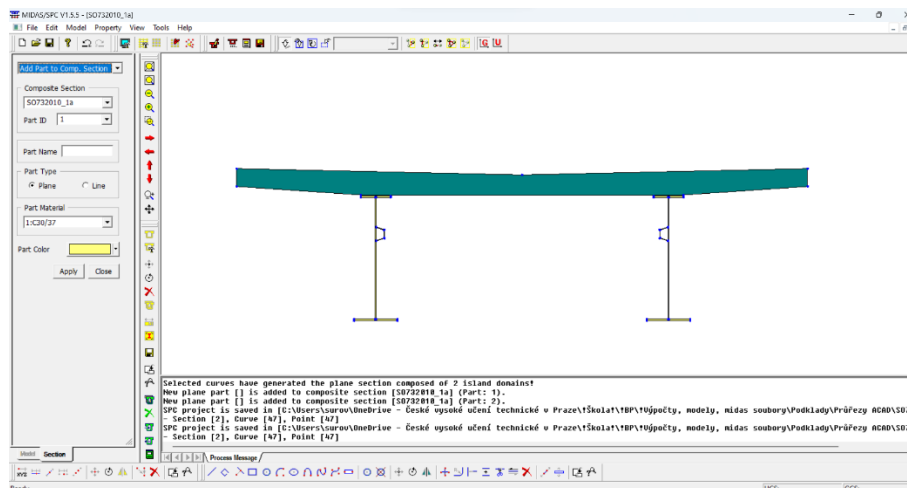 MIDAS/SPC V1.5.5 - [SO732010_1a]
File Edit Model Property View Tools Help
Add Part to Comp. Section
Composite Section
SO732010_1a
Part ID 1
Part Name
Part Type
Plane Line
Part Material
1:C30/37
Part Color
Apply Close
Selected curves have generated the plane section composed of 2 island domains!
New plane part [] is added to composite section [SO732010_1a] (Part: 1).
New plane part [] is added to composite section [SO732010_1a] (Part: 2).
SPC project is saved in [C:\Users\surov\OneDrive - České vysoké učení technické v Praze\!Škola!\!BP\!Výpočty, modely, midas soubory\Podklady\Průřezy ACAD\SO7
- Section [2], Curve [47], Point [47]
SPC project is saved in [C:\Users\surov\OneDrive - České vysoké učení technické v Praze\!Škola!\!BP\!Výpočty, modely, midas soubory\Podklady\Průřezy ACAD\SO7
- Section [2], Curve [47], Point [47]
Model Section
Process Message